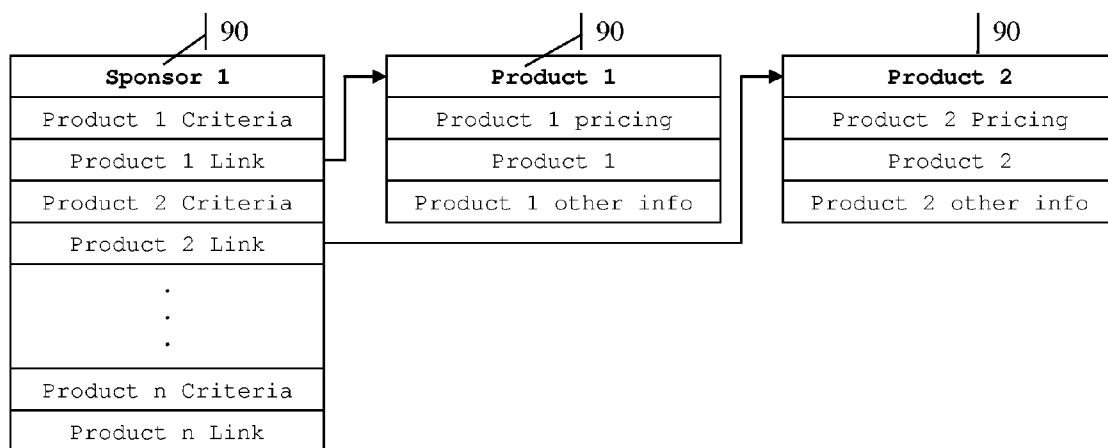 90
90
90
Sponsor 1
Product 1 Criteria
Product 1 Link
Product 2 Criteria
Product 2 Link
.
.
.
Product n Criteria
Product n Link
Product 1
Product 1 pricing
Product 1
Product 1 other info
Product 2
Product 2 Pricing
Product 2
Product 2 other info